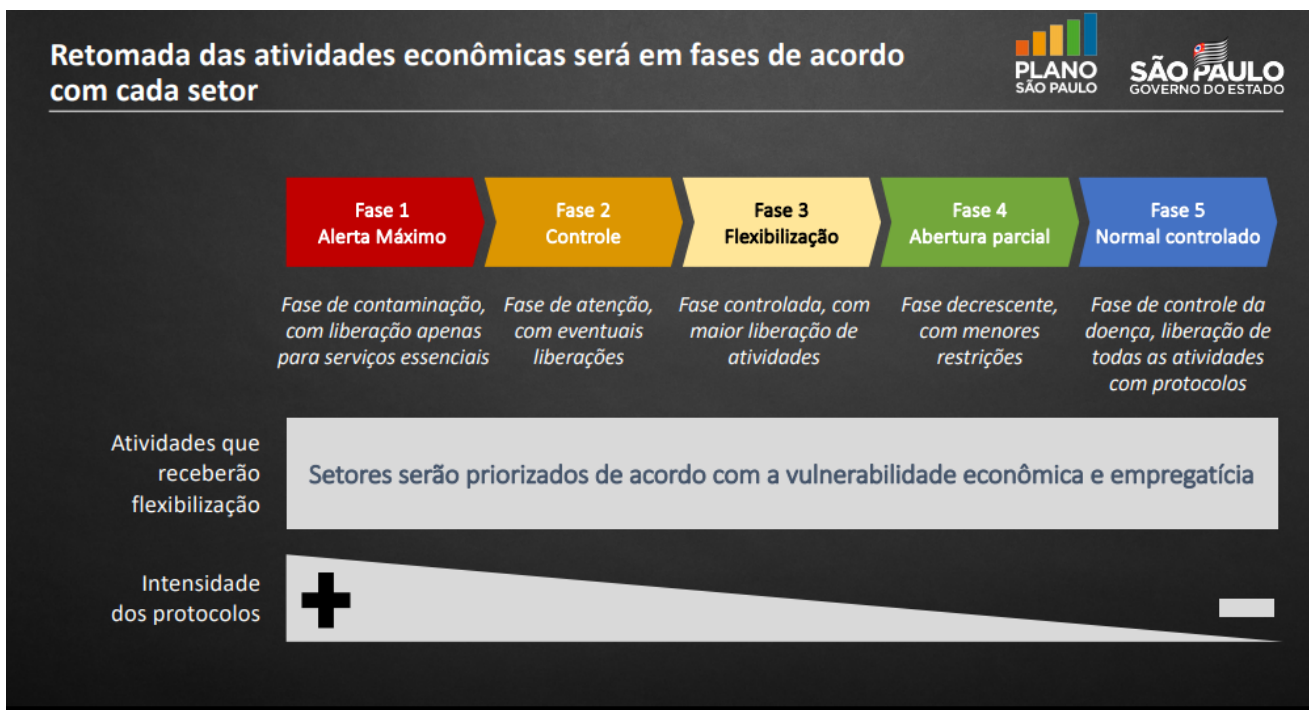 Retomada das atividades econômicas será em fases de acordo
com cada setor
PLANO
SÃO PAULO
SÃO PAULO
GOVERNO DO ESTADO
Fase 1
Alerta Máximo
Fase 2
Controle
Fase 3
Flexibilização
Fase 4
Abertura parcial
Fase 5
Normal controlado
Fase de contaminação,
com liberação apenas
para serviços essenciais
Fase de atenção,
com eventuais
liberações
Fase controlada, com
maior liberação de
atividades
Fase decrescente,
com menores
restrições
Fase de controle da
doença, liberação de
todas as atividades
com protocolos
Atividades que
receberão
flexibilização
Setores serão priorizados de acordo com a vulnerabilidade econômica e empregatícia
Intensidade
dos protocolos